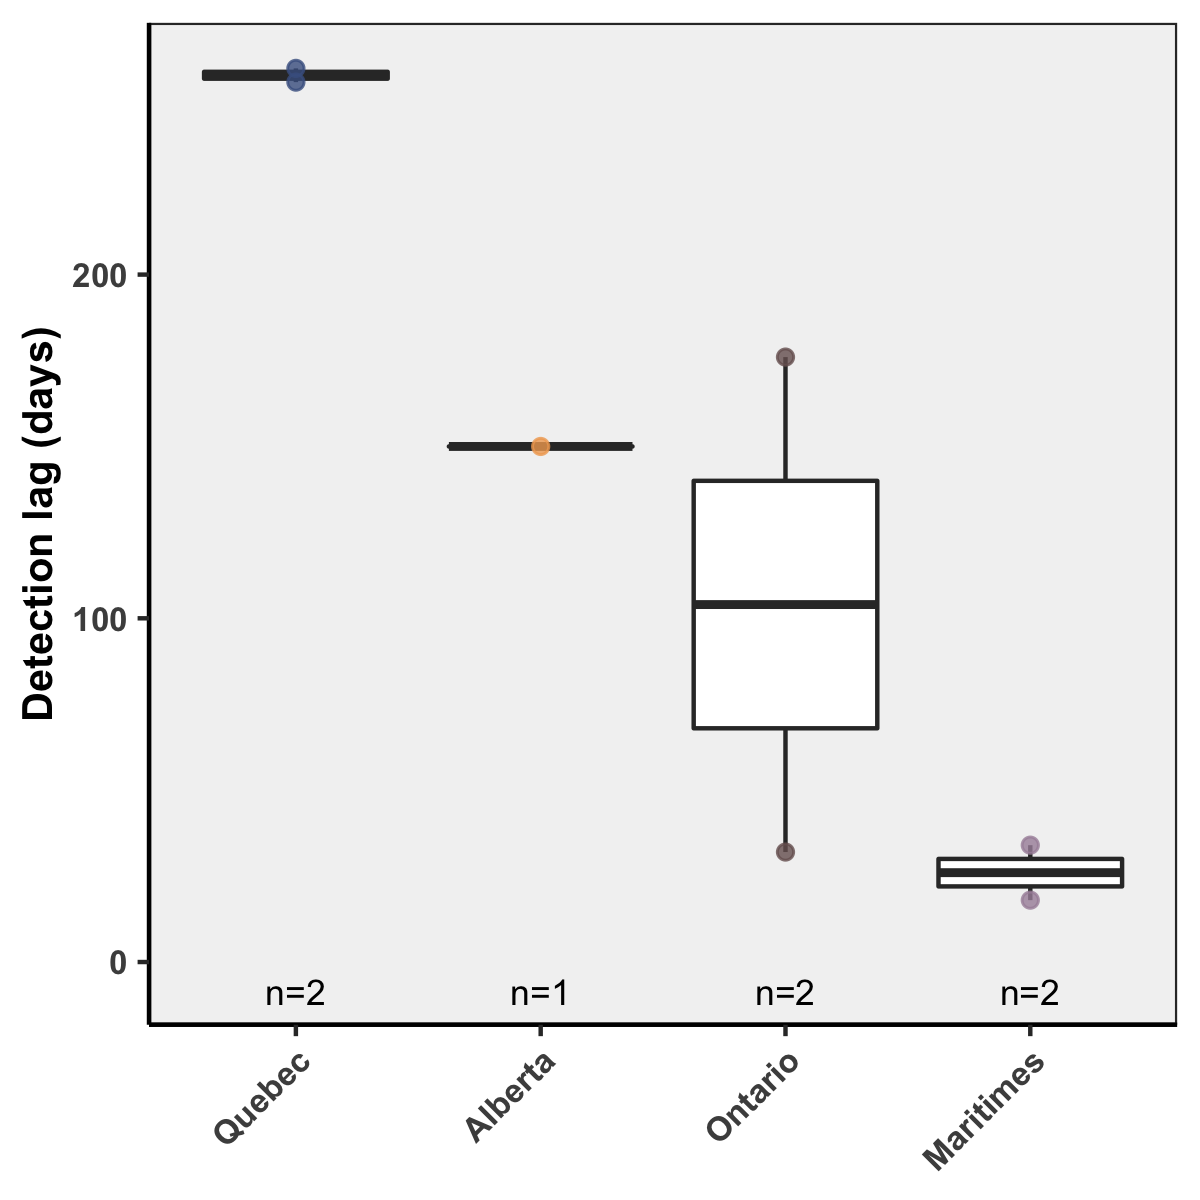 Detection lag (days)
200
100
0
n=2
n=1
n=2
n=2
Quebec
Alberta
Ontario
Maritimes